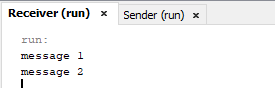 Receiver (run) × Sender (run) ×
run:
message 1
message 2